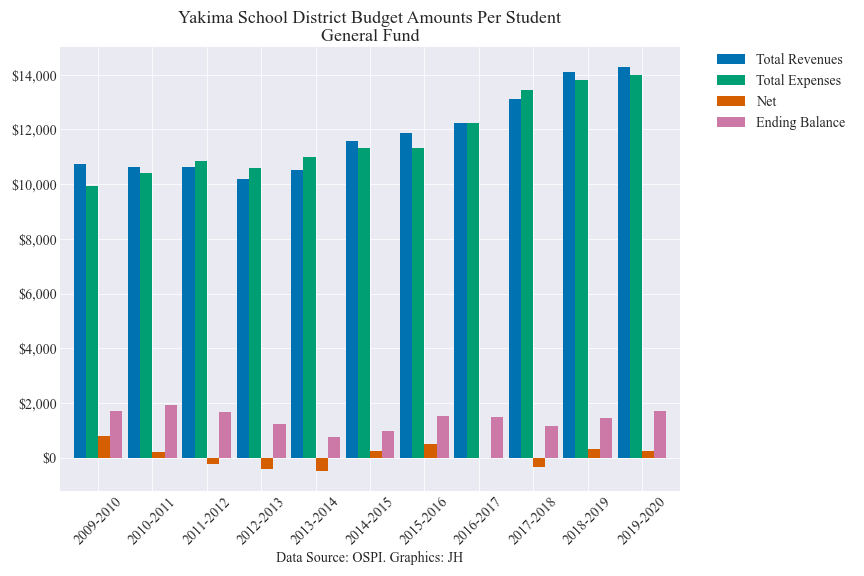 Yakima School District Budget Amounts Per Student
General Fund
Total Revenues
Total Expenses
Net
Ending Balance
$14,000
$12,000
$10,000
$8,000
$6,000
$4,000
$2,000
$0
2009-2010
2010-2011
2011-2012
2012-2013
2013-2014
2014-2015
2015-2016
2016-2017
2017-2018
2018-2019
2019-2020
Data Source: OSPI. Graphics: JH